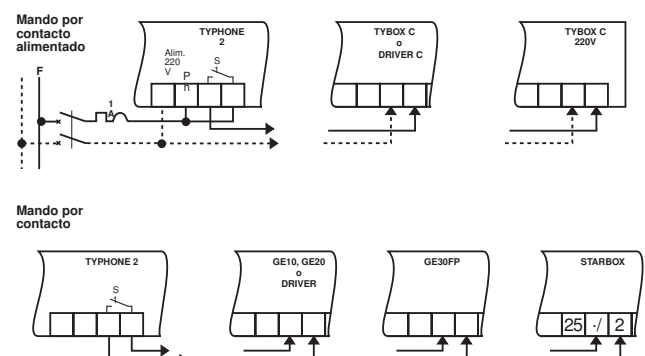 Mando por
contacto
alimentado
F
1
A
TYPHONE
2
Alim.
220
V
P
n
S
TYBOX C
o
DRIVER C
TYBOX C
220V
Mando por
contacto
TYPHONE 2
S
GE10, GE20
o
DRIVER
GE30FP
STARBOX
25 ·/ 2